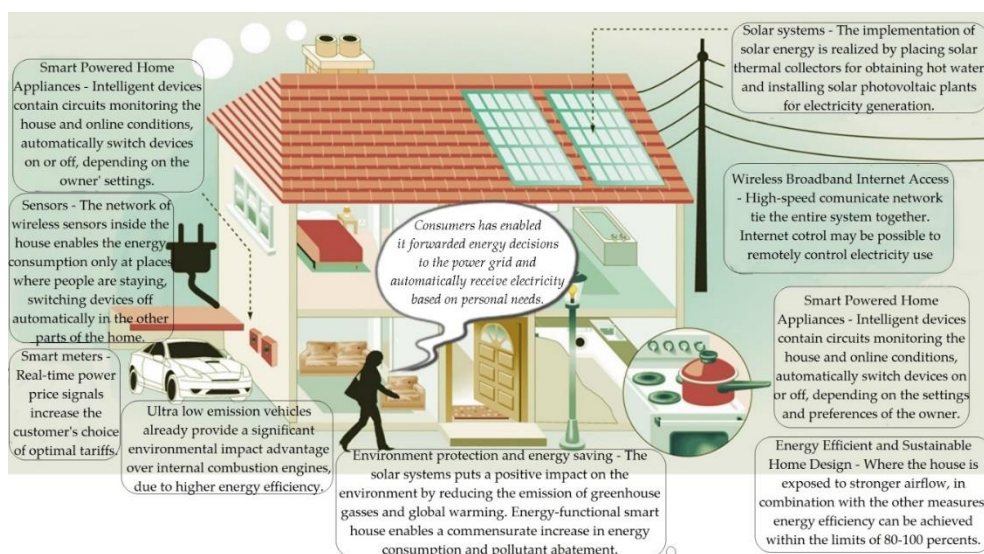 Smart Powered Home
Appliances - Intelligent devices
contain circuits monitoring the
house and online conditions,
automatically switch devices
on or off, depending on the
owner' settings.
Sensors - The network of
wireless sensors inside the
house enables the energy
consumption only at places
where people are staying,
switching devices off
automatically in the other
parts of the home.
Smart meters -
Real-time power
price signals
increase the
customer's choice
of optimal tariffs.
Ultra low emission vehicles
already provide a significant
environmental impact advantage
over internal combustion engines,
due to higher energy efficiency.
Consumers has enabled
it forwarded energy decisions
to the power grid and
automatically receive electricity
based on personal needs.
Environment protection and energy saving - The
solar systems puts a positive impact on the
environment by reducing the emission of greenhouse
gasses and global warming. Energy-functional smart
house enables a commensurate increase in energy
consumption and pollutant abatement.
Solar systems - The implementation of
solar energy is realized by placing solar
thermal collectors for obtaining hot water
and installing solar photovoltaic plants
for electricity generation.
Wireless Broadband Internet Access
- High-speed comunicate network
tie the entire system together.
Internet cotrol may be possible to
remotely control electricity use
Smart Powered Home
Appliances - Intelligent devices
contain circuits monitoring the
house and online conditions,
automatically switch devices on
or off, depending on the settings
and preferences of the owner.
Energy Efficient and Sustainable
Home Design - Where the house is
exposed to stronger airflow, in
combination with the other measures
energy efficiency can be achieved
within the limits of 80-100 percents.